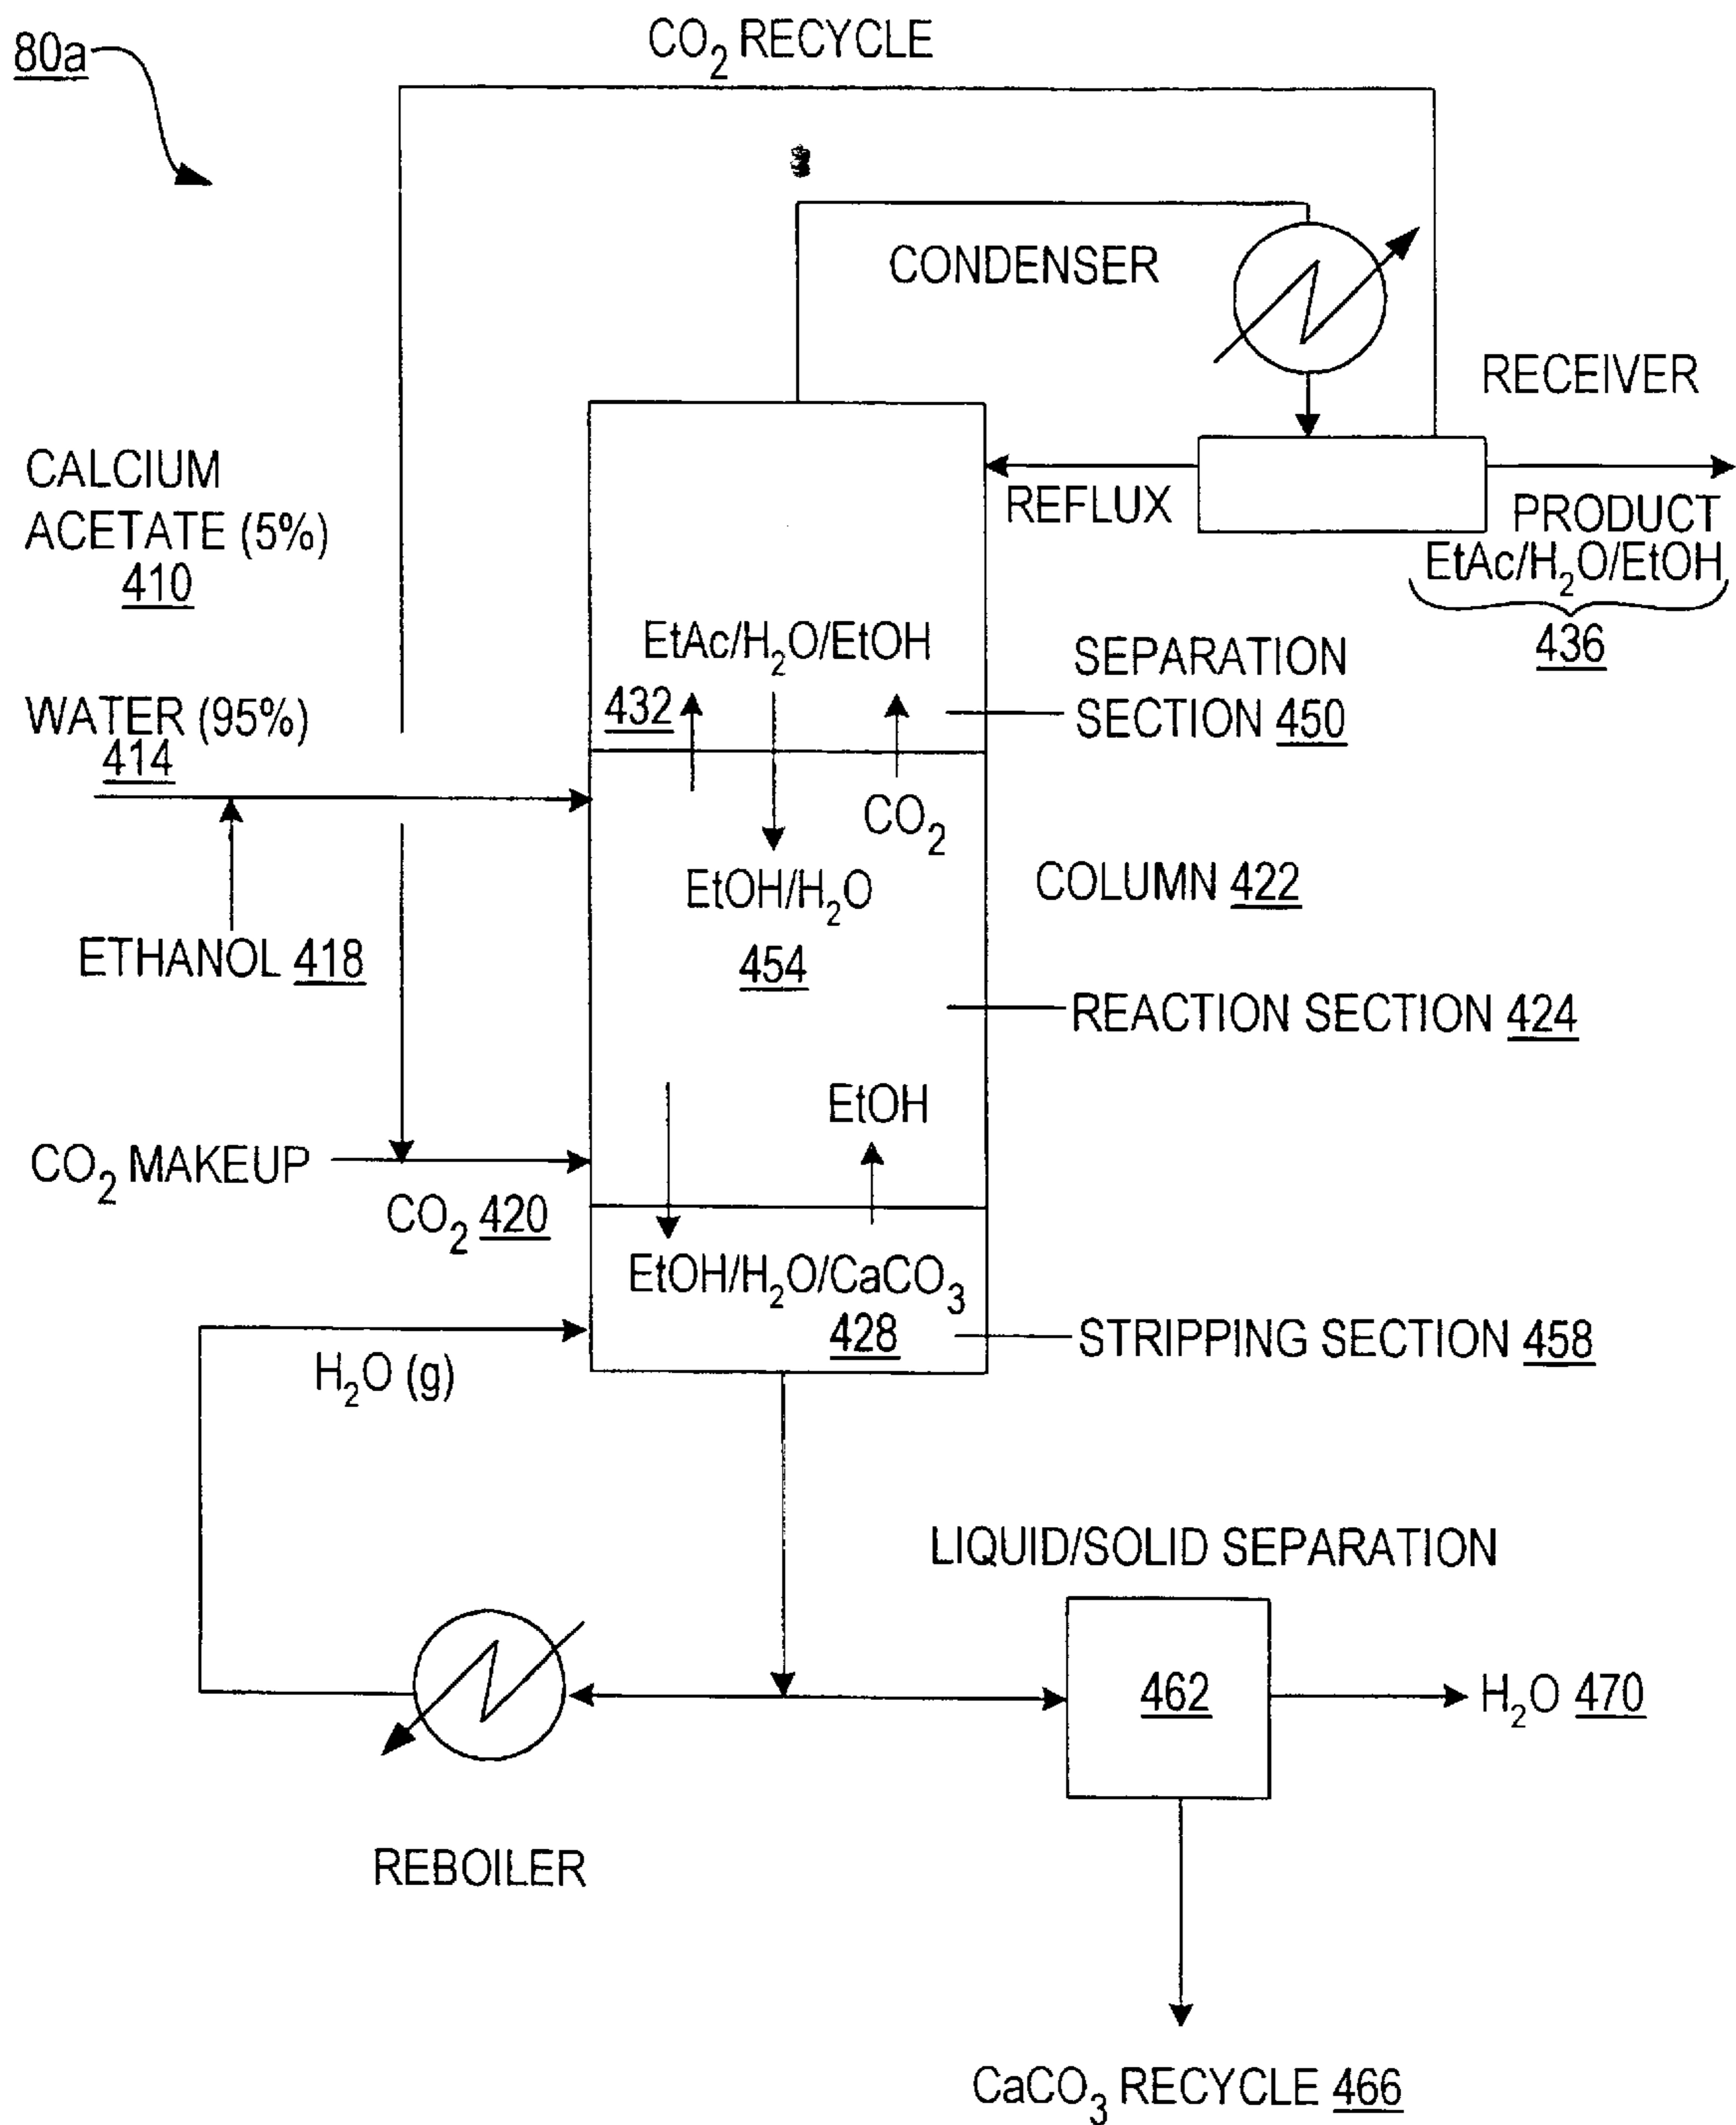 80a
CO₂ RECYCLE
CONDENSER
RECEIVER
CALCIUM
ACETATE (5%)
410
REFLUX
PRODUCT
EtAc/H₂O/EtOH
436
EtAc/H₂O/EtOH
432
SEPARATION
SECTION 450
WATER (95%)
414
CO₂
EtOH/H₂O
454
COLUMN 422
ETHANOL 418
REACTION SECTION 424
EtOH
CO₂ MAKEUP
CO₂ 420
EtOH/H₂O/CaCO₃
428
STRIPPING SECTION 458
H₂O (g)
LIQUID/SOLID SEPARATION
462
H₂O 470
REBOILER
CaCO₃ RECYCLE 466